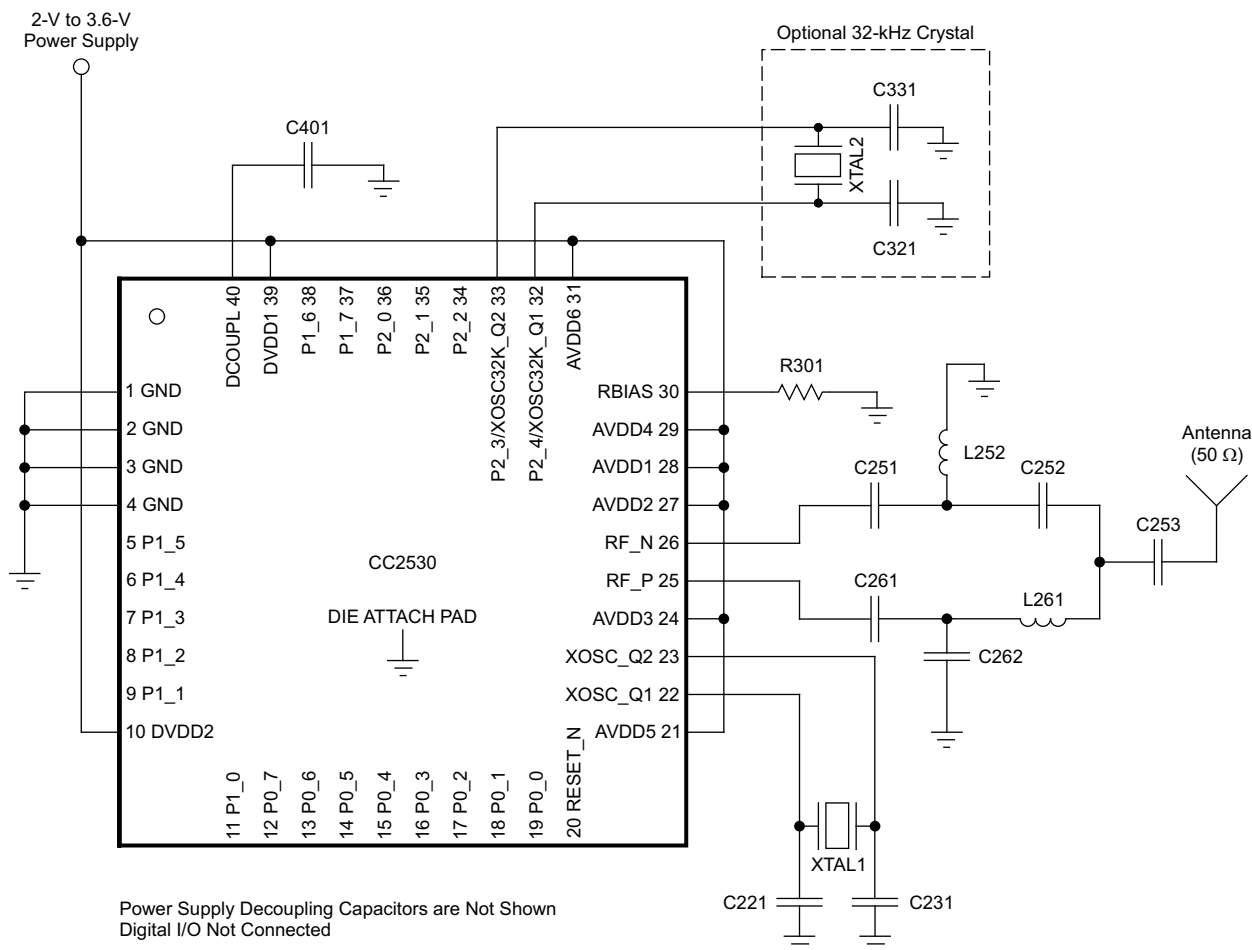 2-V to 3.6-V
Power Supply
Optional 32-kHz Crystal
C331
C401
XTAL2
C321
DCOUPL 40
DVDD1 39
P1_6 38
P1_7 37
P2_0 36
P2_1 35
P2_2 34
P2_3/XOSC32K_Q2 33
P2_4/XOSC32K_Q1 32
AVDD6 31
1 GND
2 GND
3 GND
4 GND
5 P1_5
6 P1_4
7 P1_3
8 P1_2
9 P1_1
10 DVDD2
CC2530
DIE ATTACH PAD
RBIAS 30
AVDD4 29
AVDD1 28
AVDD2 27
RF_N 26
RF_P 25
AVDD3 24
XOSC_Q2 23
XOSC_Q1 22
AVDD5 21
11 P1_0
12 P0_7
13 P0_6
14 P0_5
15 P0_4
16 P0_3
17 P0_2
18 P0_1
19 P0_0
20 RESET_N
R301
L252
C251
C252
Antenna
(50 Ω)
C253
C261
L261
C262
XTAL1
C221
C231
Power Supply Decoupling Capacitors are Not Shown
Digital I/O Not Connected